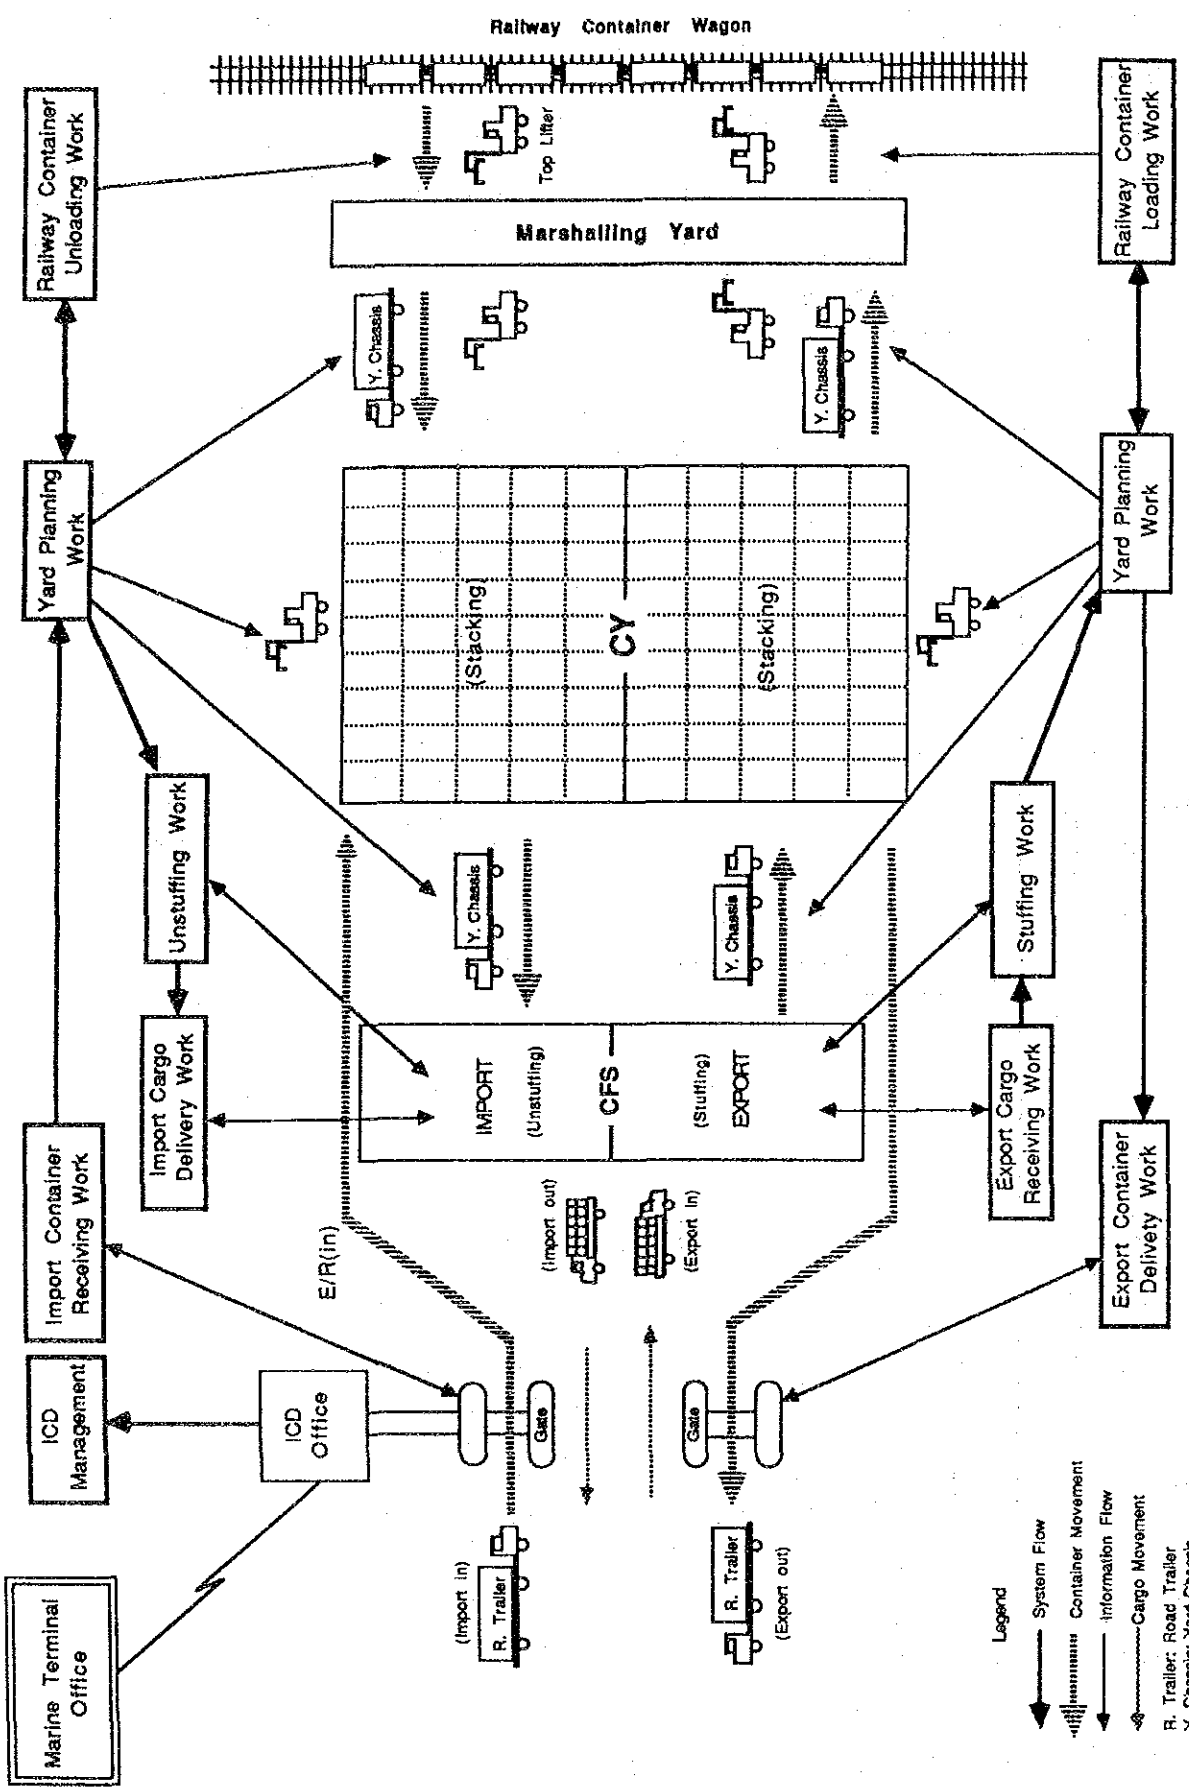 Railway Container Wagon
Railway Container
Unloading Work
Top Lifter
Railway Container
Loading Work
Marshalling Yard
Y. Chassis
Y. Chassis
Yard Planning
Work
(Stacking)
CY
(Stacking)
Yard Planning
Work
Unstuffing Work
Y. Chassis
Y. Chassis
Stuffing Work
Import Cargo
Delivery Work
IMPORT
(Unstuffing)
CFS
(Stuffing)
EXPORT
Export Cargo
Receiving Work
Import Container
Receiving Work
E/R(in)
(Import out)
(Export in)
Export Container
Delivety Work
ICD
Management
ICD
Office
Gate
Gate
Marine Terminal
Office
(Import in)
R. Trailer
R. Trailer
(Export out)
Legend
System Flow
Container Movement
Information Flow
Cargo Movement
R. Trailer: Road Trailer